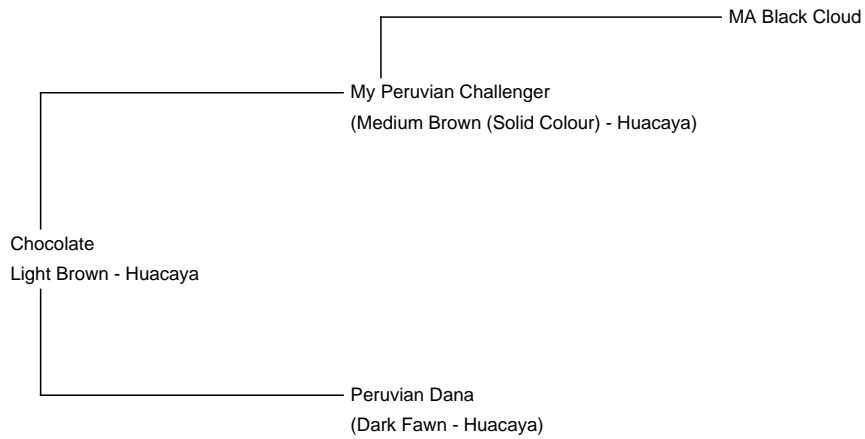 MA Black Cloud
My Peruvian Challenger
(Medium Brown (Solid Colour) - Huacaya)
Chocolate
Light Brown - Huacaya
Peruvian Dana
(Dark Fawn - Huacaya)